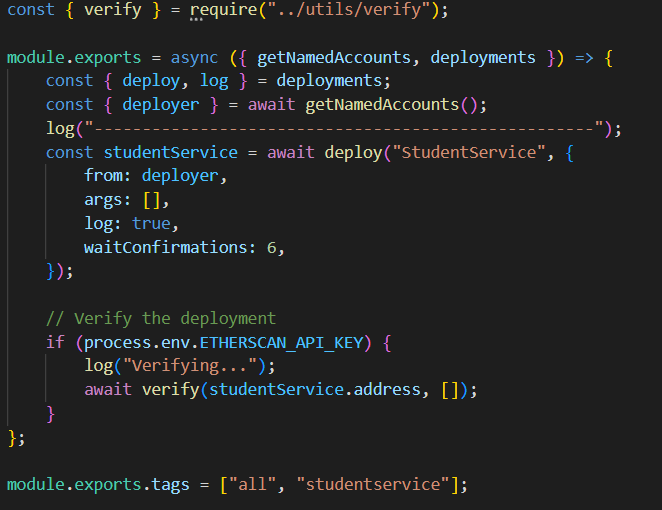 const { verify } = require("../utils/verify");
module.exports = async ({ getNamedAccounts, deployments }) => {
const { deploy, log } = deployments;
const { deployer } = await getNamedAccounts();
log("----------------------------------------------------");
const studentService = await deploy("StudentService", {
from: deployer,
args: [],
log: true,
waitConfirmations: 6,
});
// Verify the deployment
if (process.env.ETHERSCAN_API_KEY) {
log("Verifying...");
await verify(studentService.address, []);
}
};
module.exports.tags = ["all", "studentservice"];